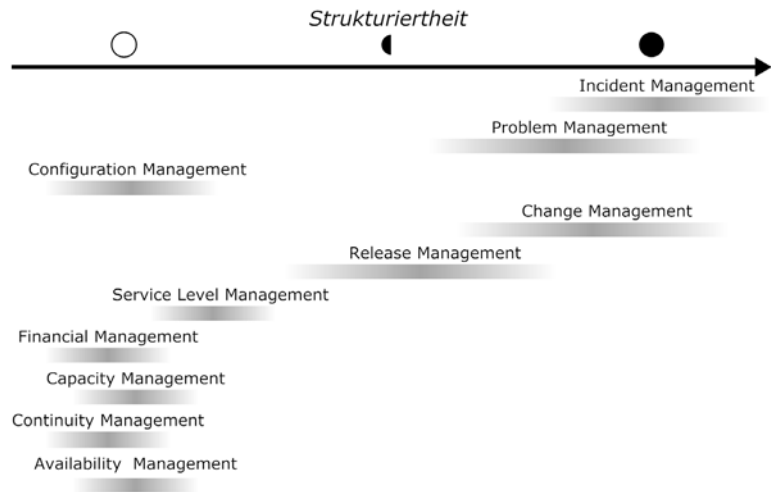 Strukturiertheit
Incident Management
Problem Management
Configuration Management
Change Management
Release Management
Service Level Management
Financial Management
Capacity Management
Continuity Management
Availability  Management